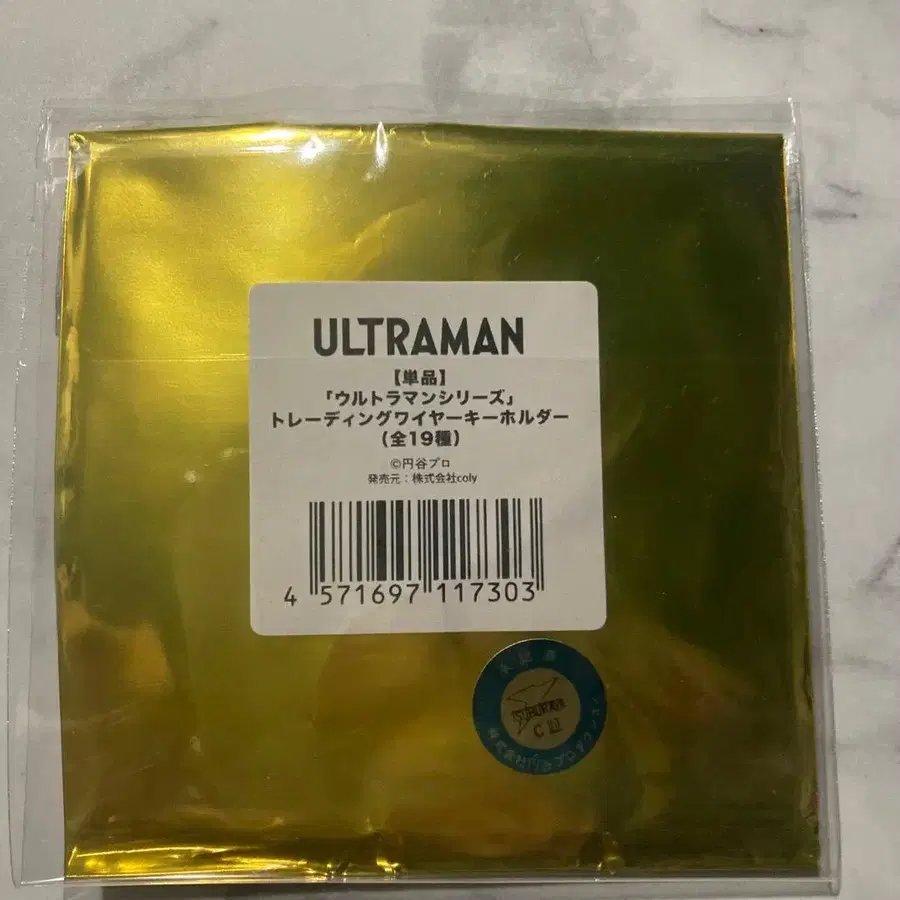 ULTRAMAN
【単品】
「ウルトラマンシリーズ」
トレーディングワイヤーキーホルダー
(全19種)
©円谷プロ
発売元：株式会社coly
4 571697 117303